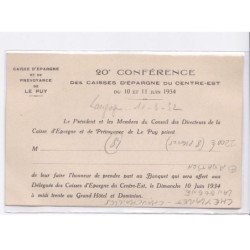 CAISSE D'EPARGNE
ET DE
PRÉVOYANCE
DE
LE PUY
20e CONFÉRENCE
DES CAISSES D'ÉPARGNE DU CENTRE-EST
DU 10 ET 11 JUIN 1934
Le Président et les Membres du Conseil des Directeurs de
la Caisse d'Epargne et de Prévoyance de Le Puy prient
M
de leur faire l'honneur de prendre part au Banquet qui sera offert aux
Délégués des Caisses d'Epargne du Centre-Est, le Dimanche 10 Juin 1934
à midi trente au Grand Hôtel et Dominion.